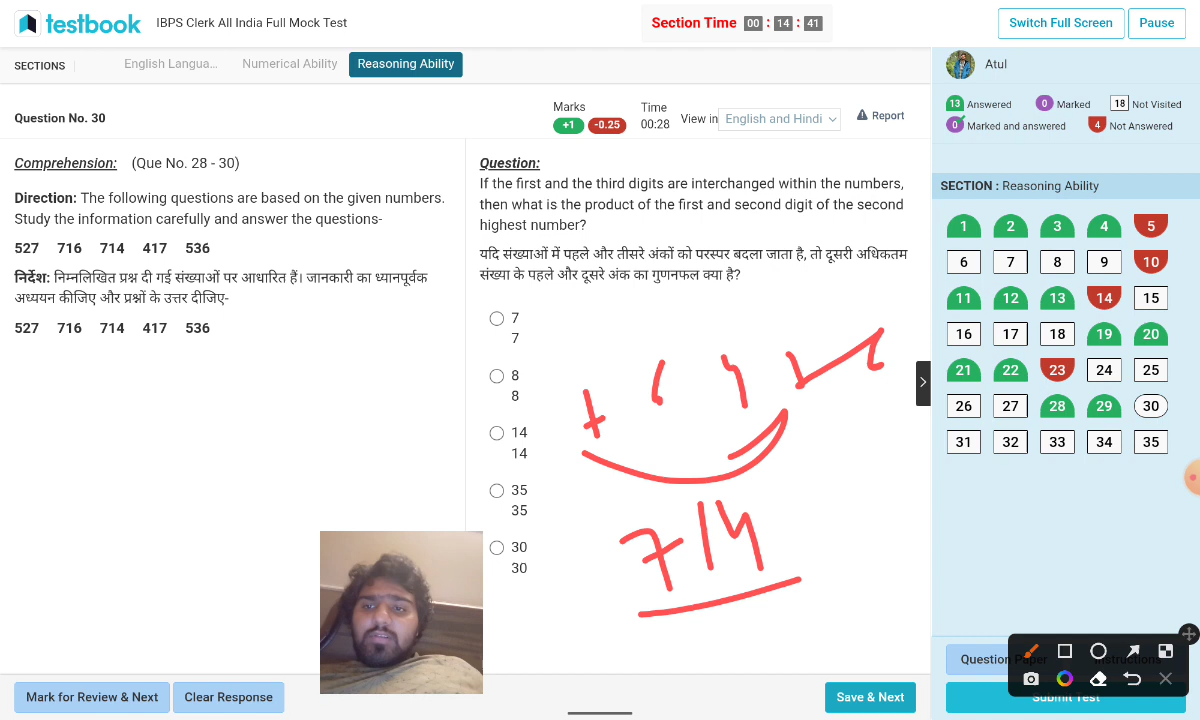 testbook IBPS Clerk All India Full Mock Test Section Time 00 : 14 : 41 Switch Full Screen Pause
SECTIONS English Langua... Numerical Ability Reasoning Ability
Atul
13 Answered 0 Marked 18 Not Visited
0 Marked and answered 4 Not Answered
Question No. 30
Marks
+1 -0.25
Time
00:28
View in English and Hindi
Report
Comprehension: (Que No. 28 - 30)
Direction: The following questions are based on the given numbers.
Study the information carefully and answer the questions-
527 716 714 417 536
निर्देश: निम्नलिखित प्रश्न दी गई संख्याओं पर आधारित हैं। जानकारी का ध्यानपूर्वक
अध्ययन कीजिए और प्रश्नों के उत्तर दीजिए-
527 716 714 417 536
Question:
If the first and the third digits are interchanged within the numbers,
then what is the product of the first and second digit of the second
highest number?
यदि संख्याओं में पहले और तीसरे अंकों को परस्पर बदला जाता है, तो दूसरी अधिकतम
संख्या के पहले और दूसरे अंक का गुणनफल क्या है?
7
7
8
8
14
14
35
35
30
30
714
SECTION : Reasoning Ability
1 2 3 4 5
6 7 8 9 10
11 12 13 14 15
16 17 18 19 20
21 22 23 24 25
26 27 28 29 30
31 32 33 34 35
Question Paper
Submit Test
Mark for Review & Next Clear Response Save & Next